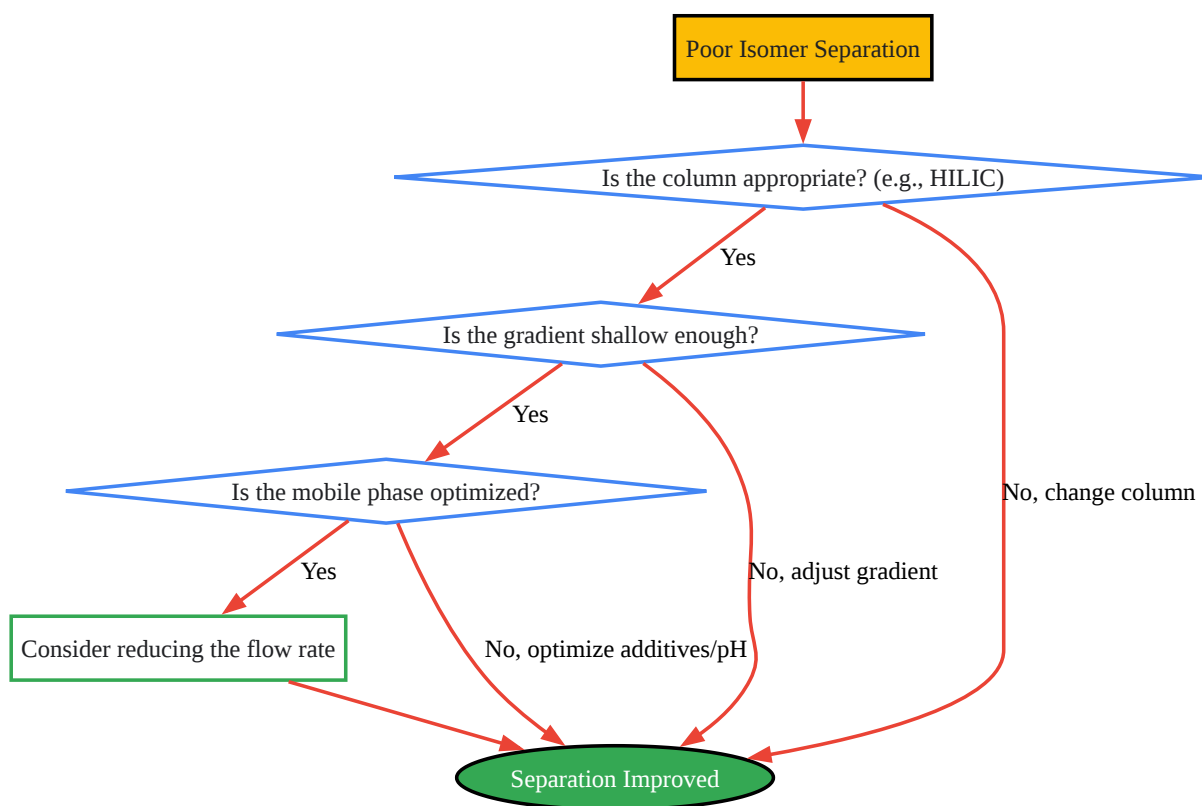 Poor Isomer Separation
Is the column appropriate? (e.g., HILIC)
Yes
Is the gradient shallow enough?
Yes
Is the mobile phase optimized?
No, change column
Yes
No, adjust gradient
Consider reducing the flow rate
No, optimize additives/pH
Separation Improved